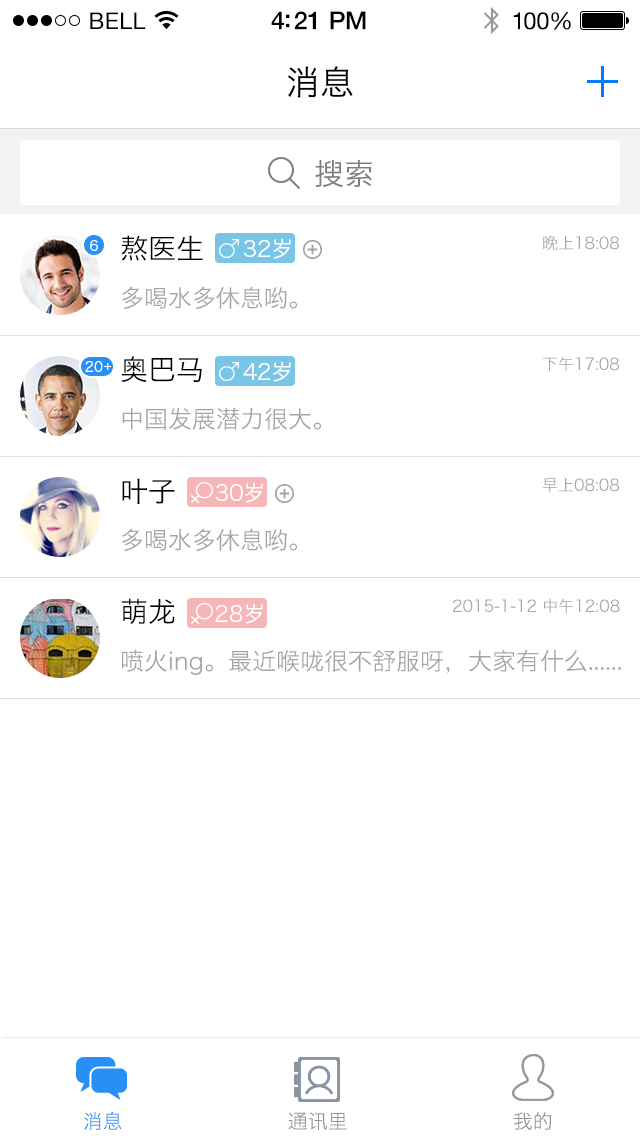 BELL 4:21 PM 100%
消息
搜索
6 熬医生 32岁 晚上18:08
多喝水多休息哟。
20+ 奥巴马 42岁 下午17:08
中国发展潜力很大。
叶子 30岁 早上08:08
多喝水多休息哟。
萌龙 28岁 2015-1-12 中午12:08
喷火ing。最近喉咙很不舒服呀，大家有什么......
消息 通讯里 我的